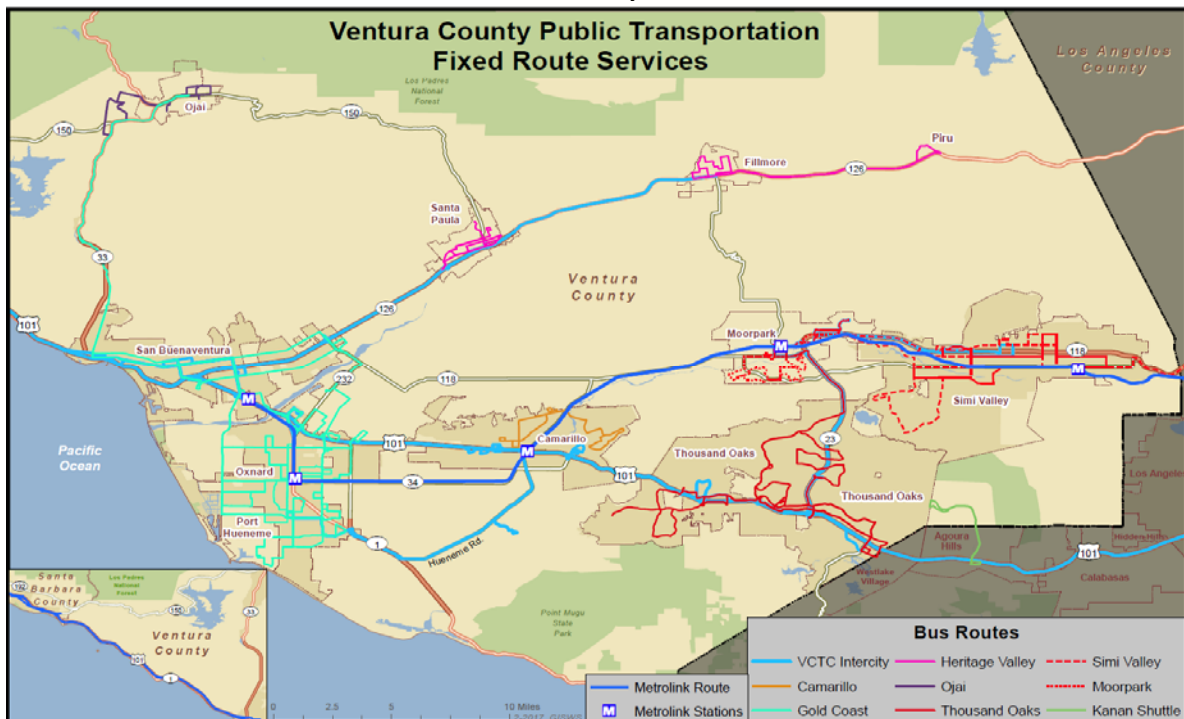 Ventura County Public Transportation
Fixed Route Services
Los Angeles
County
Los Padres
National
Forest
Ojai
150
150
Piru
Fillmore
126
Santa
Paula
33
Ventura
County
126
101
San Buenaventura
Moorpark
M
118
232
118
M
M
Simi Valley
Pacific
Ocean
101
Camarillo
M
23
Thousand Oaks
101
Oxnard
M
34
Thousand Oaks
Los Angeles
Port
Hueneme
1
Hueneme Rd.
Agoura
Hills
Hidden Hills
101
Westlake
Village
Calabasas
Point Mugu
State
Park
192
Santa
Barbara
County
Los Padres
National
Forest
150
33
Ventura
County
101
0 2.5 5 10 Miles
Bus Routes
VCTC Intercity
Heritage Valley
Simi Valley
Metrolink Route
Camarillo
Ojai
Moorpark
M Metrolink Stations
Gold Coast
Thousand Oaks
Kanan Shuttle